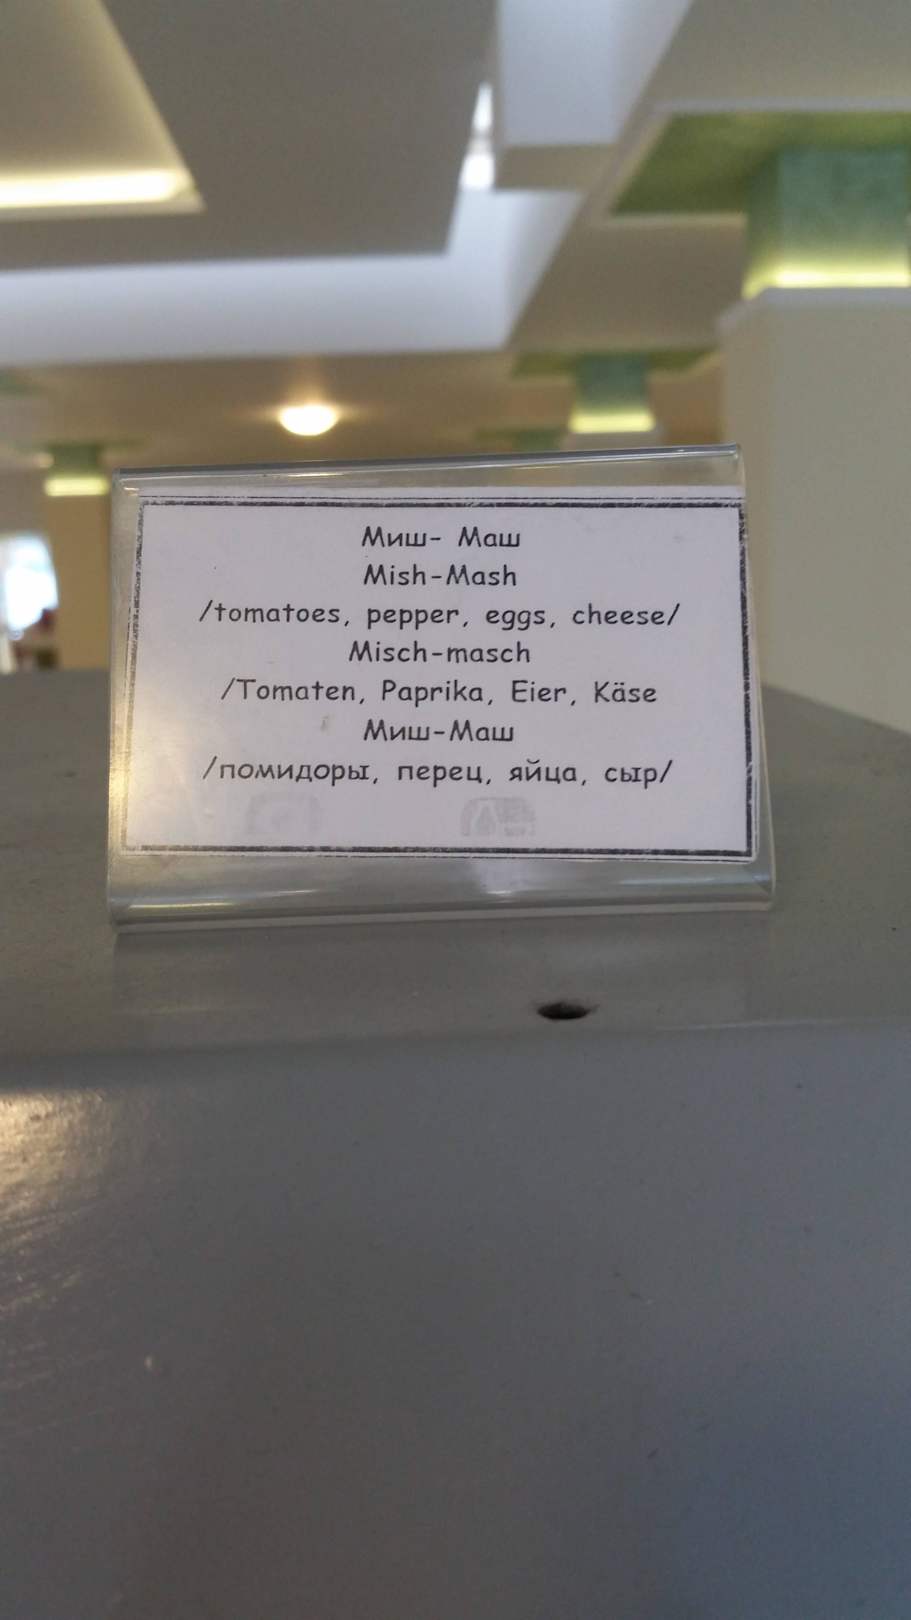 Миш- Маш
Mish-Mash
/tomatoes, pepper, eggs, cheese/
Misch-masch
/Tomaten, Paprika, Eier, Käse
Миш-Маш
/помидоры, перец, яйца, сыр/